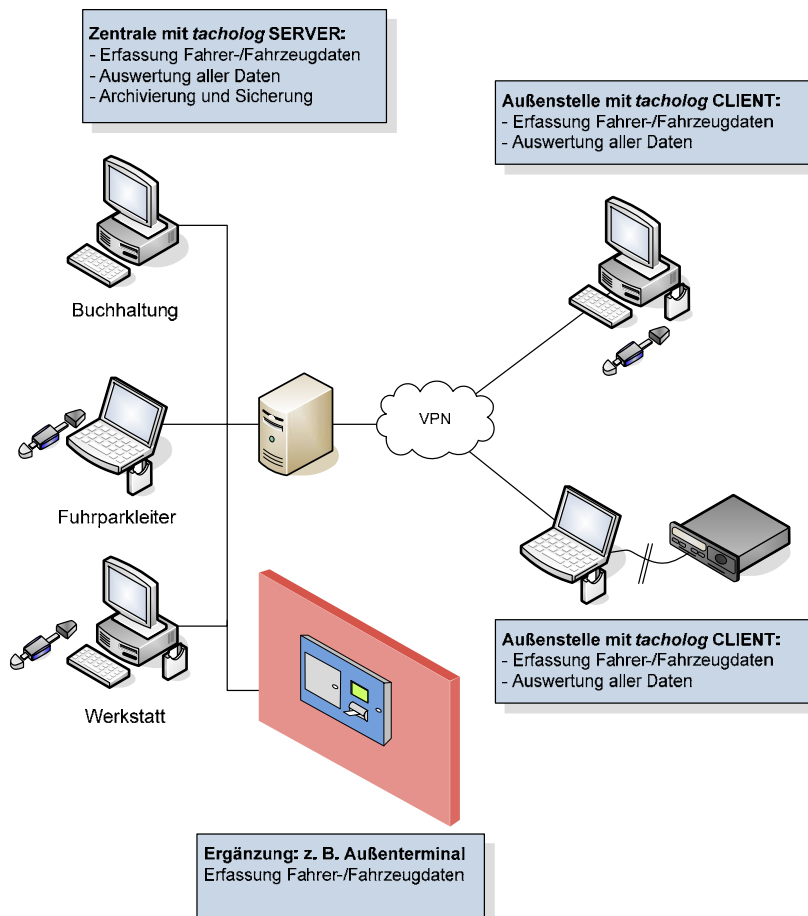 Zentrale mit tacholog SERVER:
- Erfassung Fahrer-/Fahrzeugdaten
- Auswertung aller Daten
- Archivierung und Sicherung
Außenstelle mit tacholog CLIENT:
- Erfassung Fahrer-/Fahrzeugdaten
- Auswertung aller Daten
Buchhaltung
VPN
Fuhrparkleiter
Außenstelle mit tacholog CLIENT:
- Erfassung Fahrer-/Fahrzeugdaten
- Auswertung aller Daten
Werkstatt
Ergänzung: z. B. Außenterminal
Erfassung Fahrer-/Fahrzeugdaten